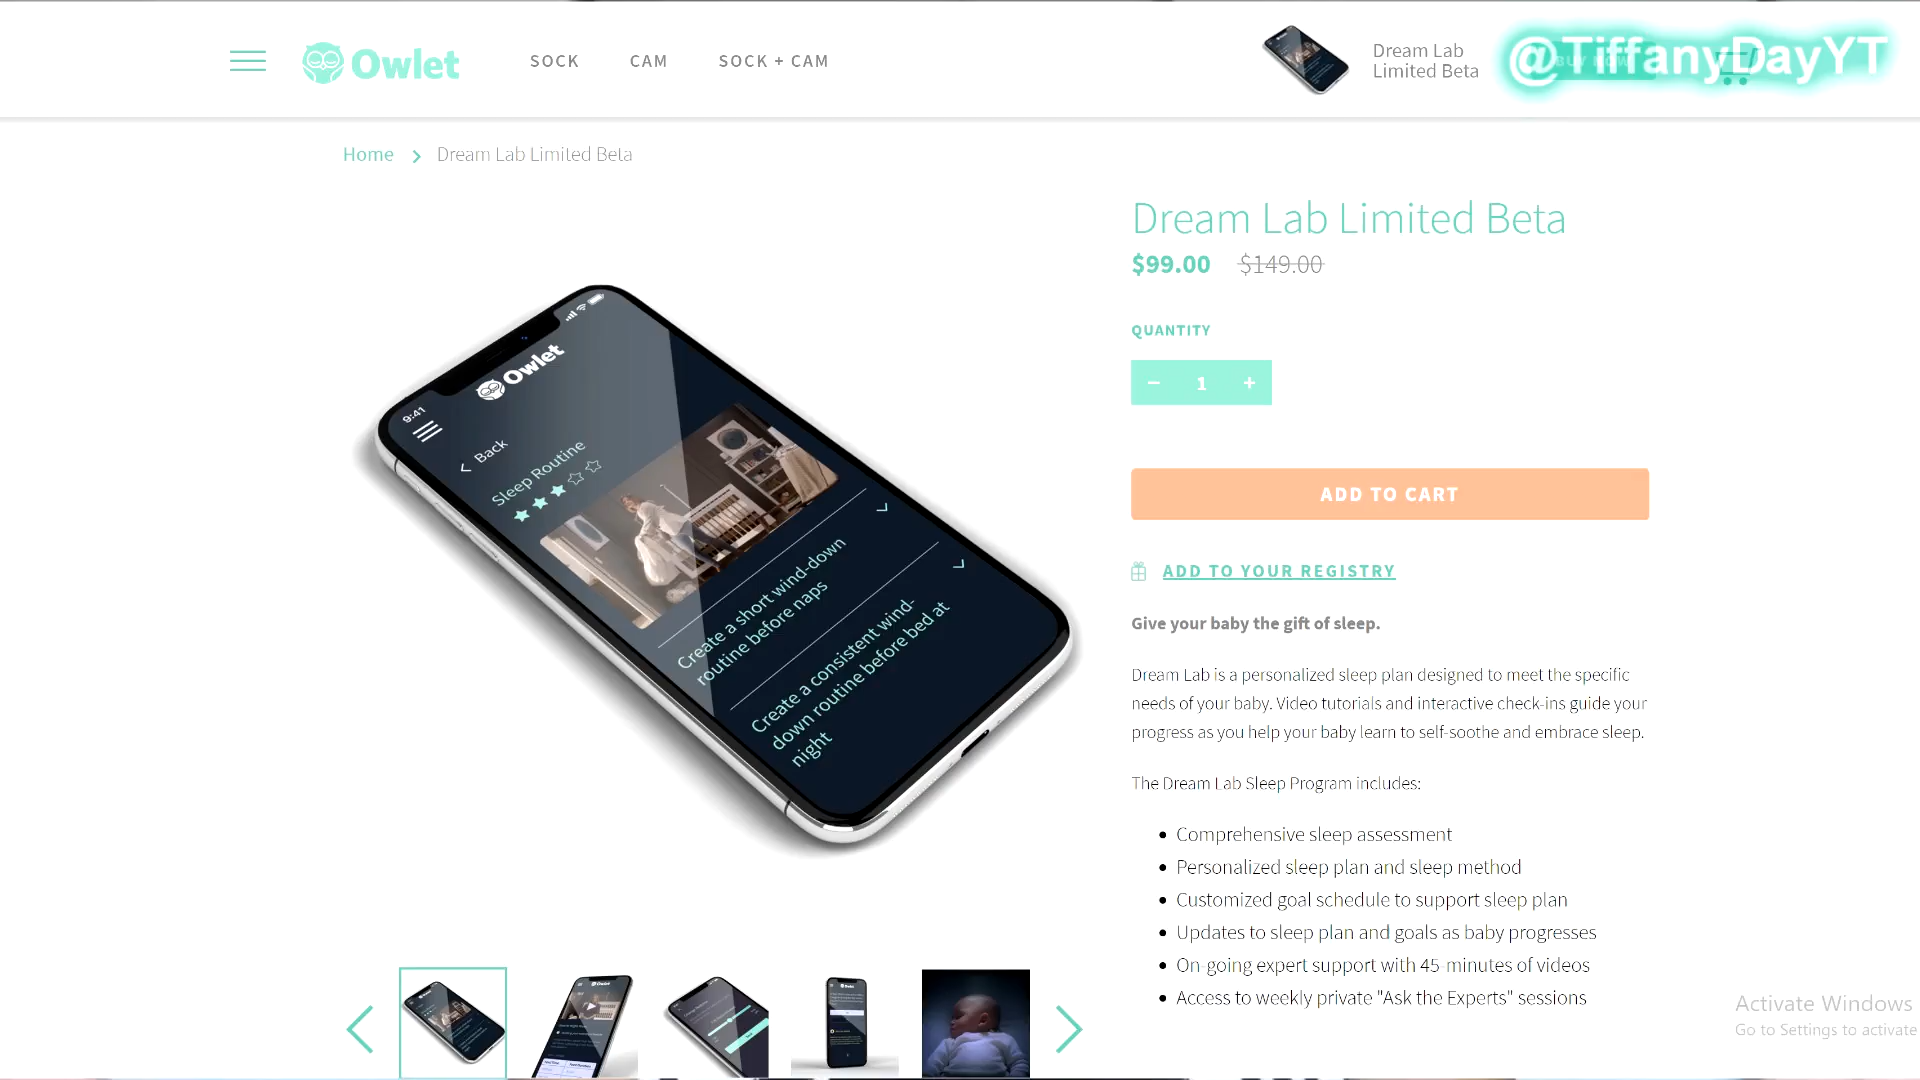 Owlet
SOCK
CAM
SOCK + CAM
Dream Lab
Limited Beta
@TiffanyDayYT
Home
Dream Lab Limited Beta
Dream Lab Limited Beta
$99.00 $149.00
QUANTITY
− 1 +
ADD TO CART
ADD TO YOUR REGISTRY
Give your baby the gift of sleep.
Dream Lab is a personalized sleep plan designed to meet the specific
needs of your baby. Video tutorials and interactive check-ins guide your
progress as you help your baby learn to self-soothe and embrace sleep.
The Dream Lab Sleep Program includes:
Comprehensive sleep assessment
Personalized sleep plan and sleep method
Customized goal schedule to support sleep plan
Updates to sleep plan and goals as baby progresses
On-going expert support with 45-minutes of videos
Access to weekly private "Ask the Experts" sessions
9:41
Owlet
Back
Sleep Routine
Create a short wind-down
routine before naps
Create a consistent wind-
down routine before bed at
night
Owlet
Activate Windows
Go to Settings to activate